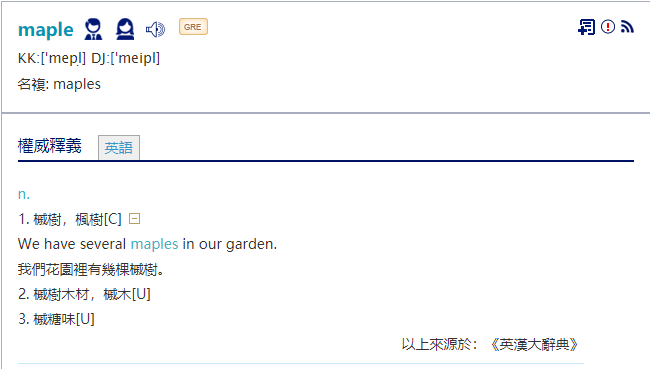 maple GRE
KK:[ˈmepl̩] DJ:[ˈmeipl]
名複: maples
權威釋義 英語
n.
1. 槭樹，楓樹[C]
We have several maples in our garden.
我們花園裡有幾棵槭樹。
2. 槭樹木材，槭木[U]
3. 槭糖味[U]
以上來源於：《英漢大辭典》